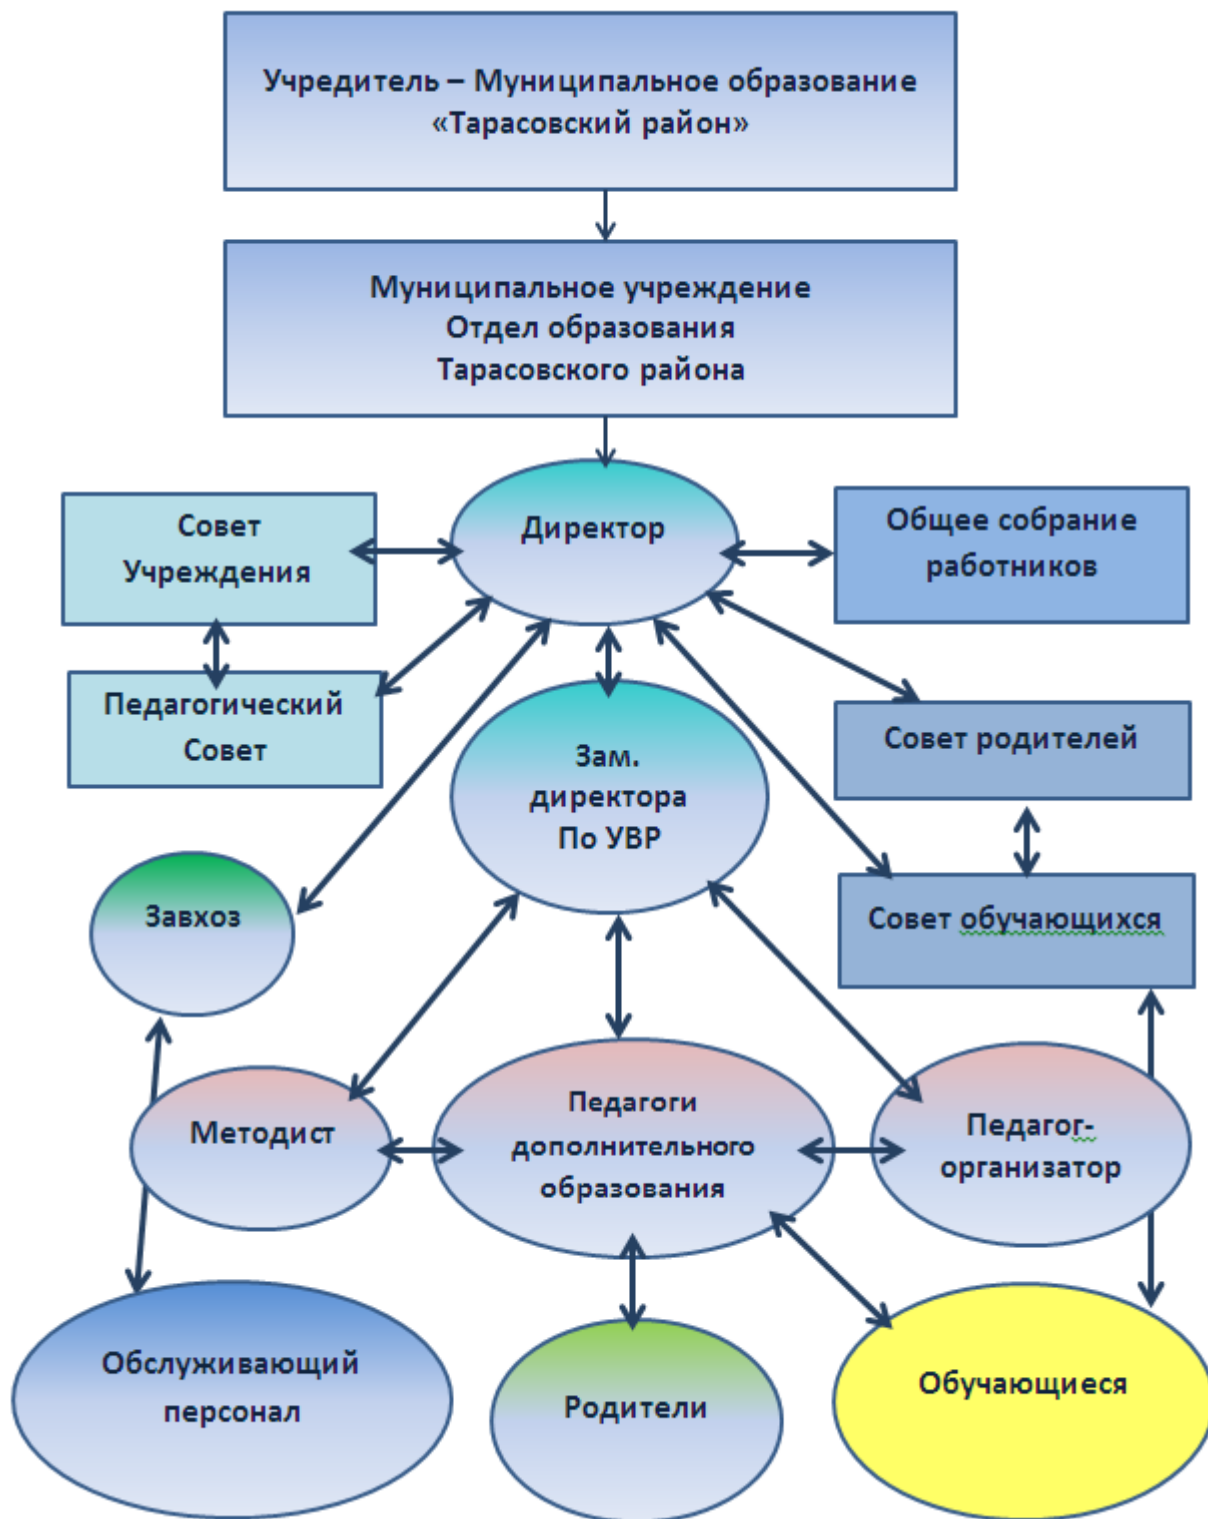 Учредитель – Муниципальное образование
«Тарасовский район»
Муниципальное учреждение
Отдел образования
Тарасовского района
Директор
Совет
Учреждения
Общее собрание
работников
Педагогический
Совет
Зам.
директора
По УВР
Совет родителей
Завхоз
Совет обучающихся
Методист
Педагоги
дополнительного
образования
Педагог-
организатор
Обслуживающий
персонал
Родители
Обучающиеся